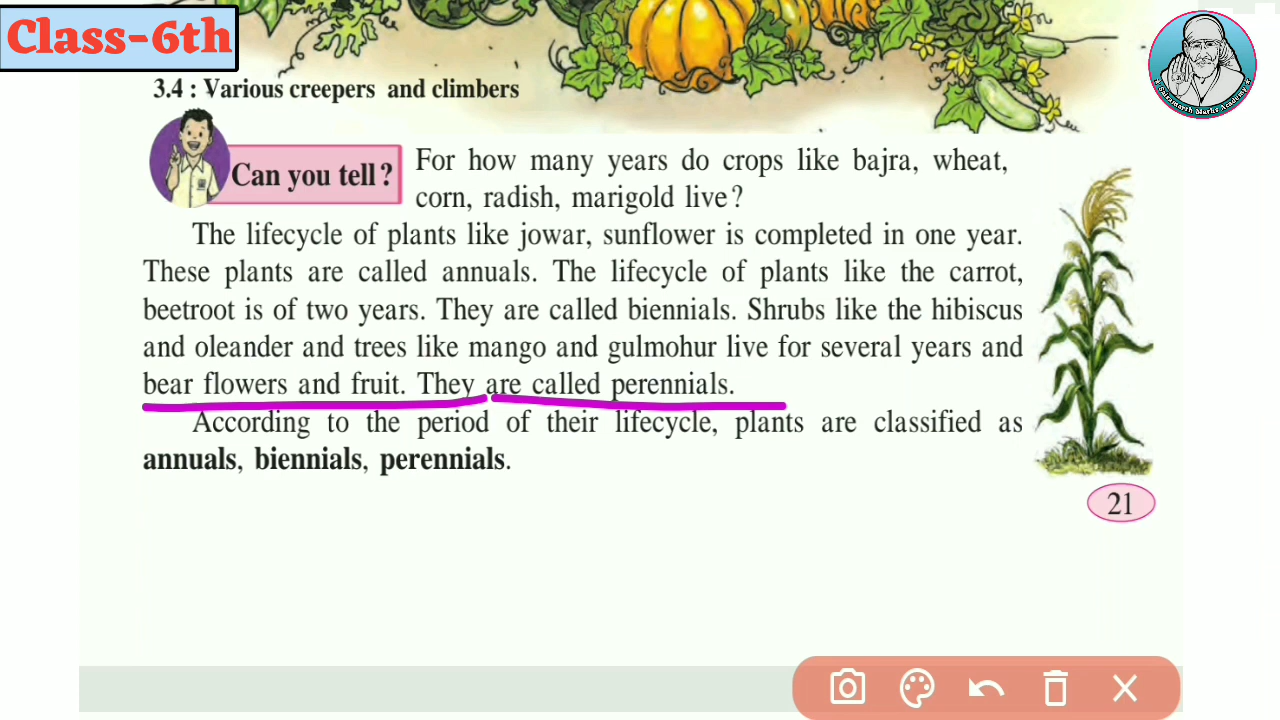 Class-6th
3.4 : Various creepers and climbers
Can you tell?
For how many years do crops like bajra, wheat,
corn, radish, marigold live?
The lifecycle of plants like jowar, sunflower is completed in one year.
These plants are called annuals. The lifecycle of plants like the carrot,
beetroot is of two years. They are called biennials. Shrubs like the hibiscus
and oleander and trees like mango and gulmohur live for several years and
bear flowers and fruit. They are called perennials.
According to the period of their lifecycle, plants are classified as
annuals, biennials, perennials.
21